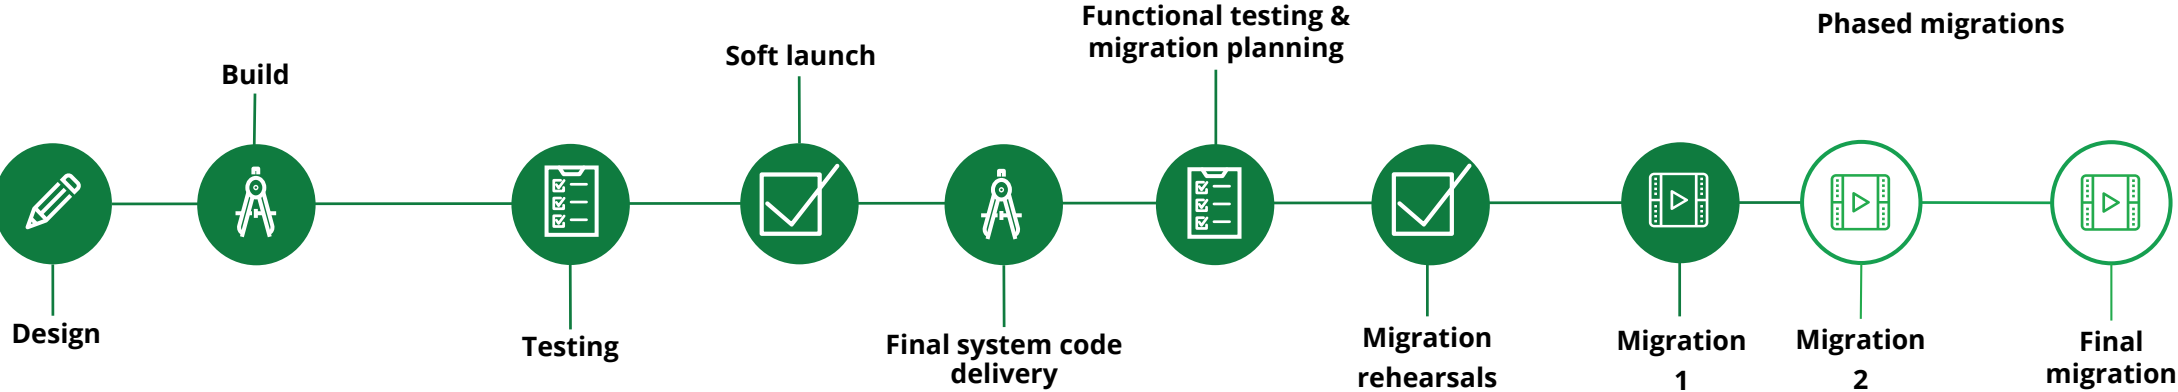 Functional testing &
migration planning
Phased migrations
Soft launch
Build
Design
Testing
Final system code
delivery
Migration
rehearsals
Migration
1
Migration
2
Final
migration